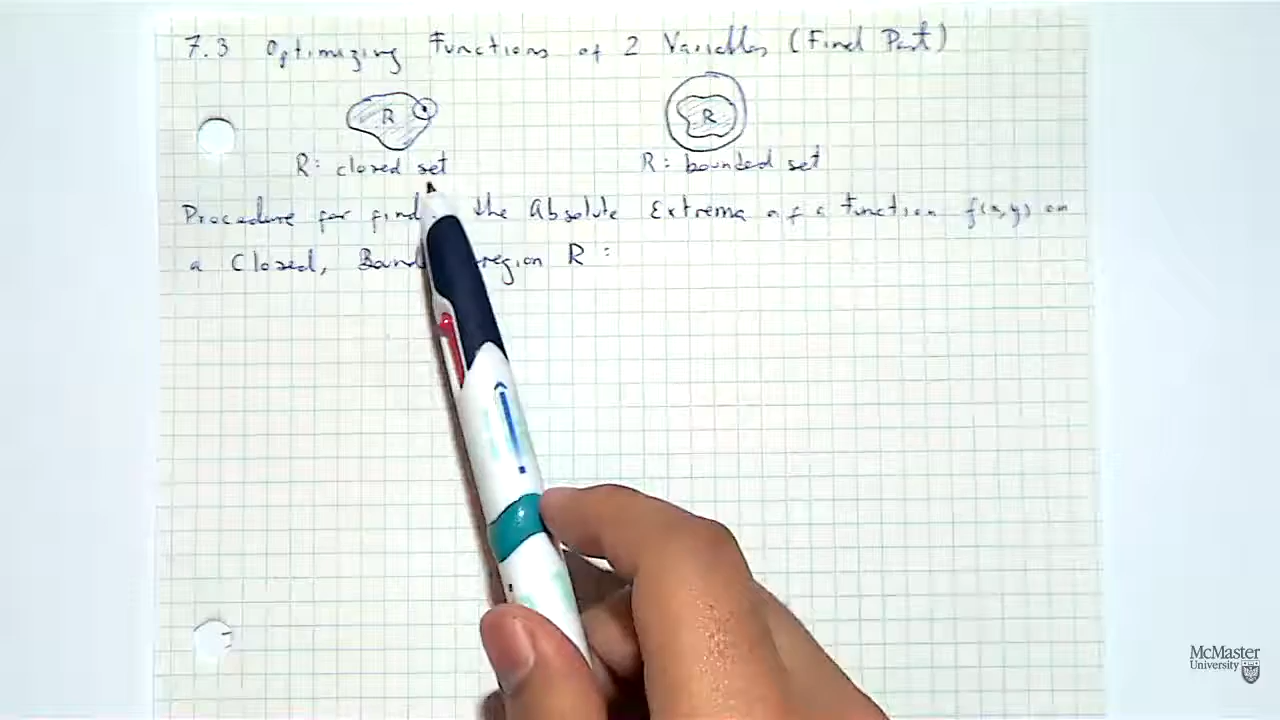 7.3 Optimizing Functions of 2 Variables (Final Part)
R R
R: closed set R: bounded set
Procedure for find the Absolute Extrema of a function f(x,y) on
a Closed, Bound region R:
McMaster
University